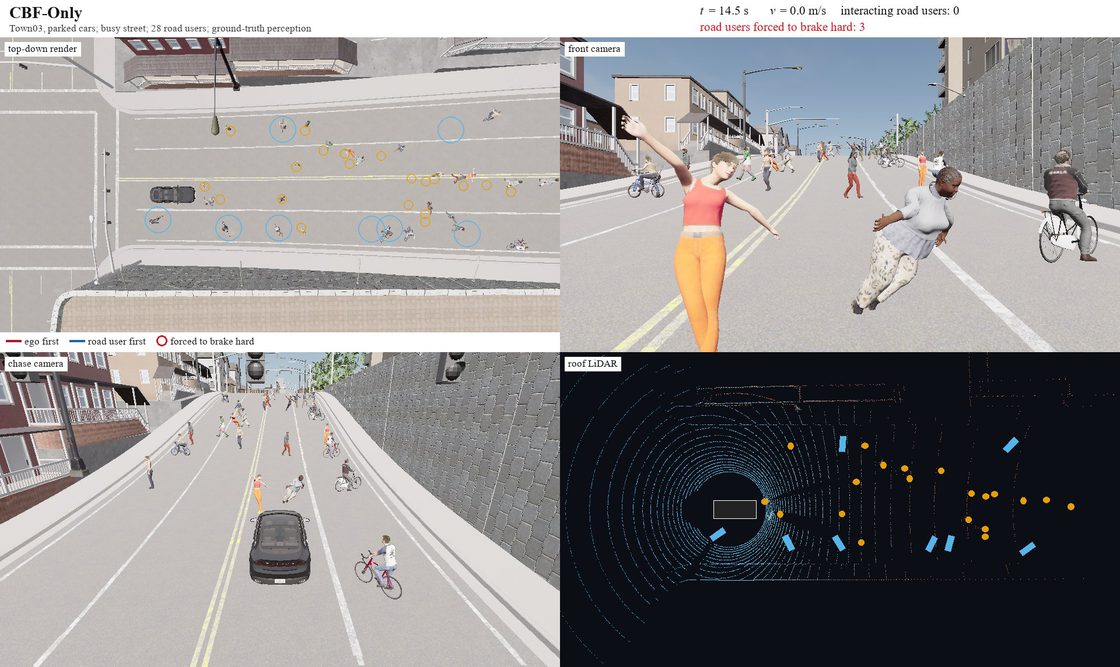 CBF-Only
Town03, parked cars; busy street; 28 road users; ground-truth perception
t = 14.5 s v = 0.0 m/s interacting road users: 0
road users forced to brake hard: 3
top-down render
front camera
ego first road user first forced to brake hard
chase camera
roof LiDAR